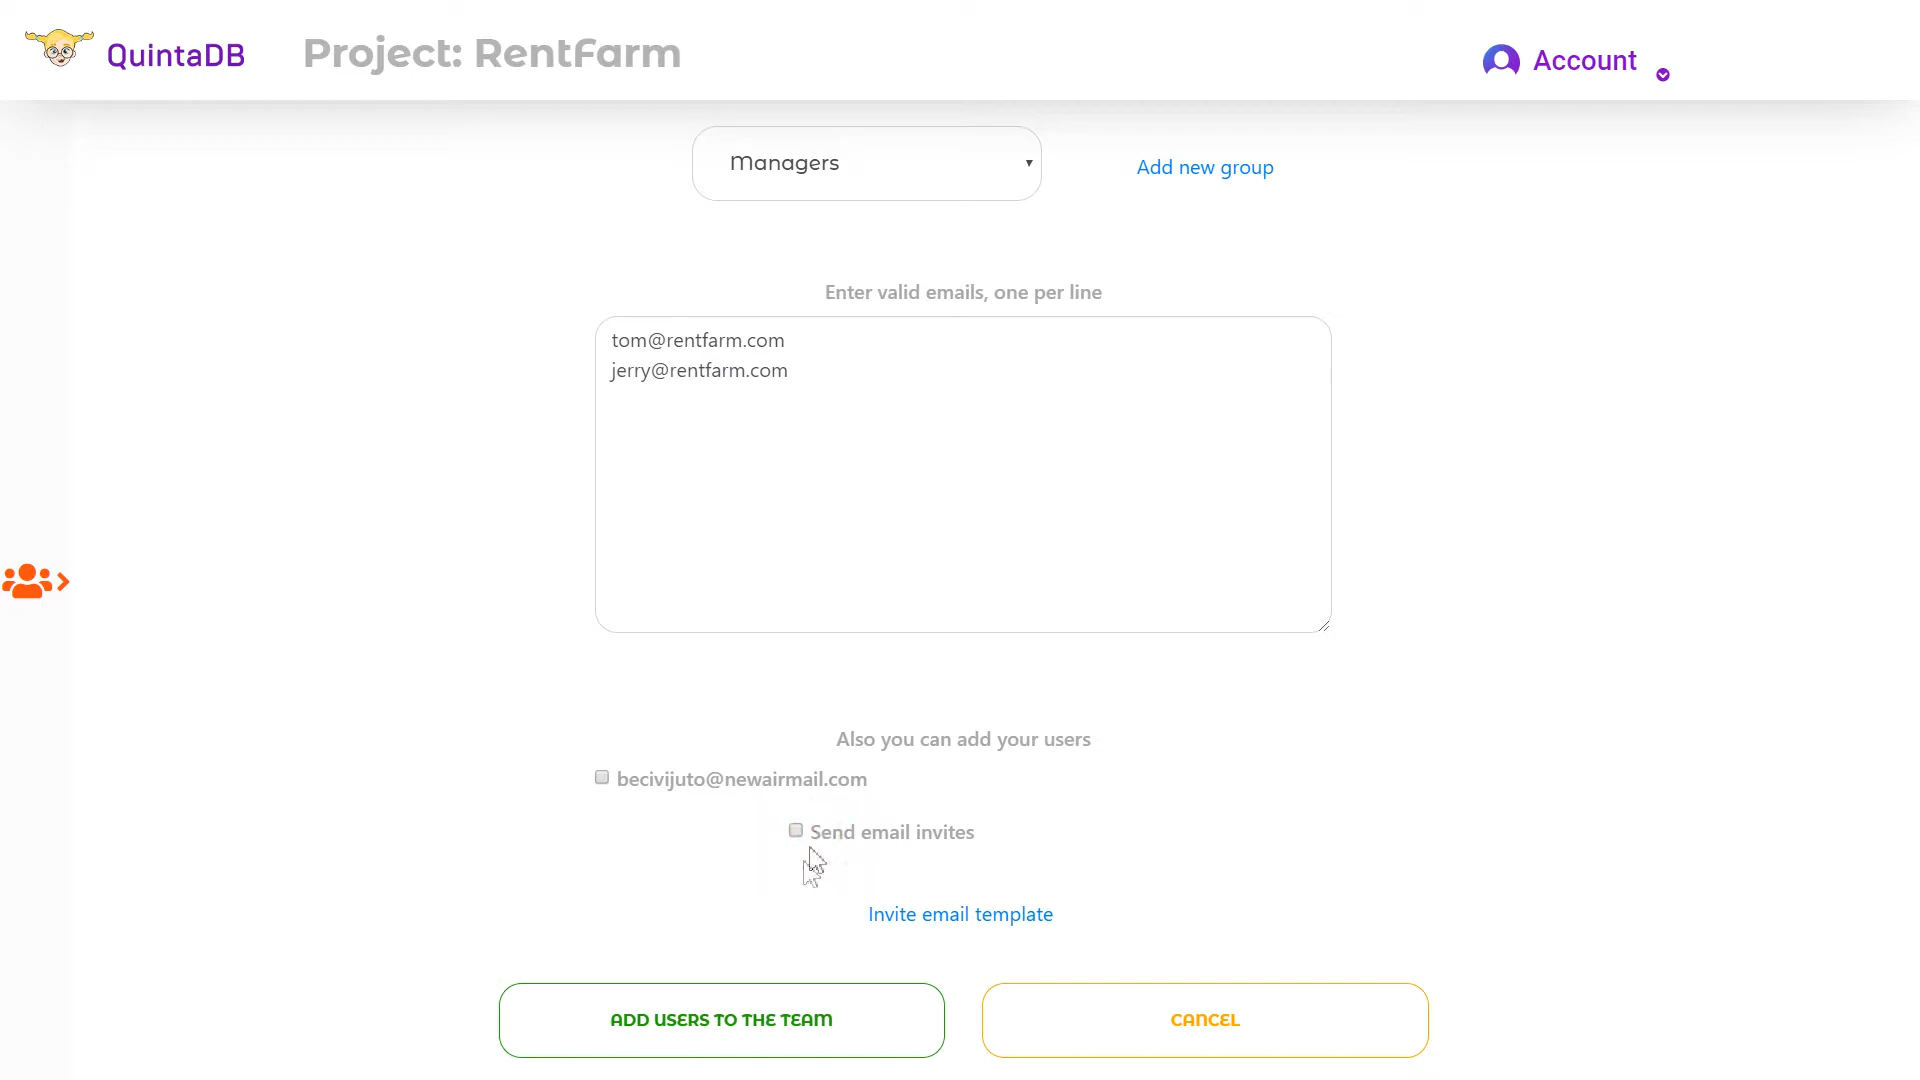 QuintaDB
Project: RentFarm
Account
Managers
Add new group
Enter valid emails, one per line
tom@rentfarm.com
jerry@rentfarm.com
Also you can add your users
becivijuto@newairmail.com
Send email invites
Invite email template
ADD USERS TO THE TEAM
CANCEL